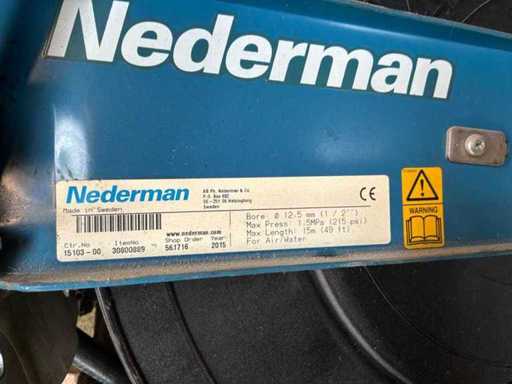 Nederman
Nederman
Made in Sweden
AB Ph. Nederman & Co.
P.O. Box 602
SE - 251 06 Helsingborg
Sweden
CE
www.nederman.com
Ctr.No ItemNo Shop Order Year
15103-00 30800889 561716 2015
Bore: Ø 12.5 mm (1 / 2'')
Max Press: 1.5MPa (215 psi)
Max Length: 15m (49 ft)
For Air/Water
WARNING